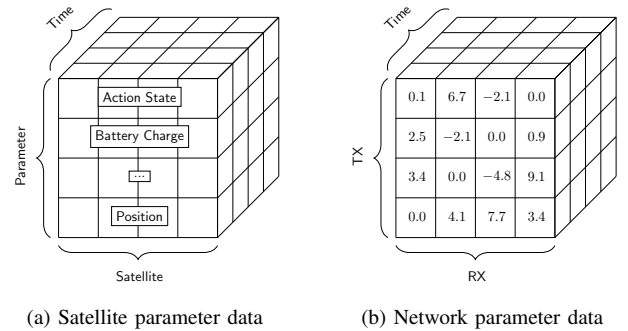 Time
Parameter
Action State
Battery Charge
...
Position
Satellite
(a) Satellite parameter data
Time
TX
0.1 6.7 −2.1 0.0
2.5 −2.1 0.0 0.9
3.4 0.0 −4.8 9.1
0.0 4.1 7.7 3.4
RX
(b) Network parameter data